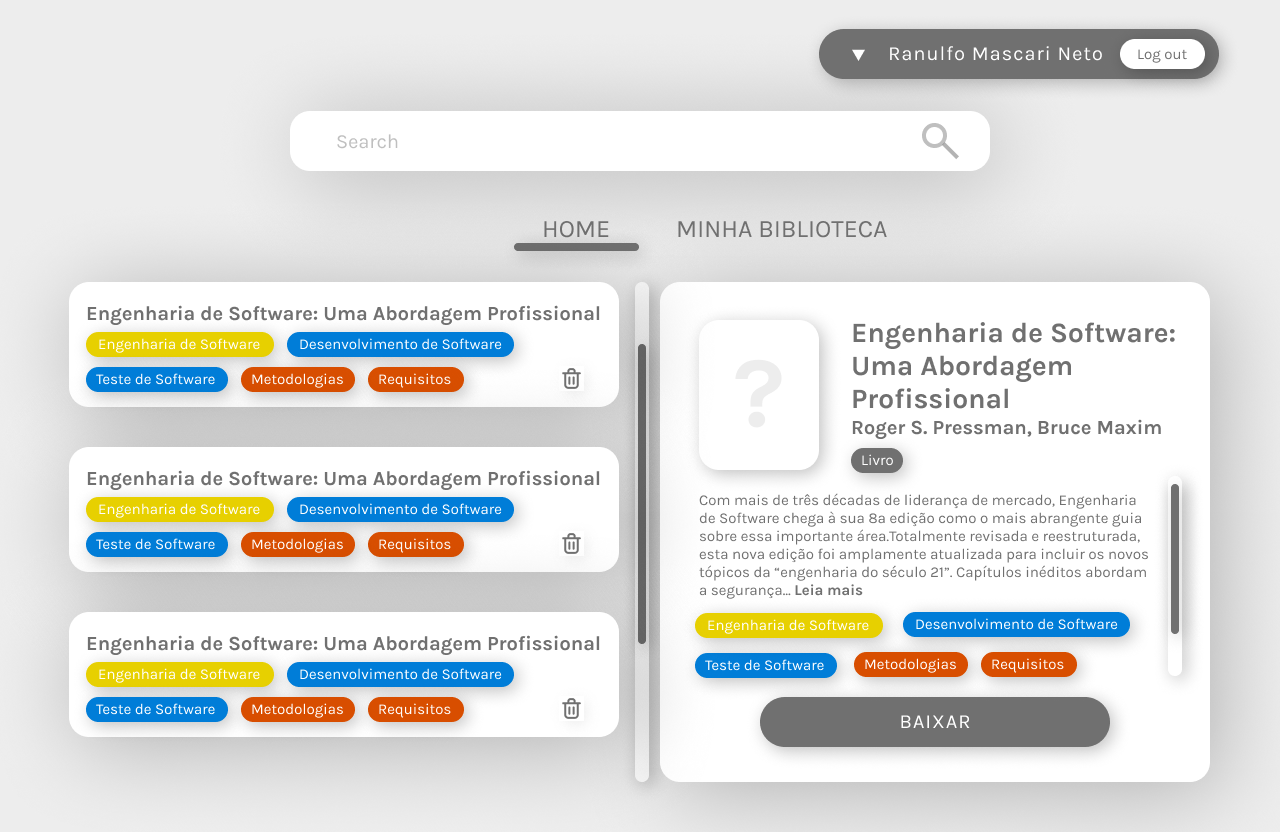 Ranulfo Mascari Neto
Log out
Search
HOME
MINHA BIBLIOTECA
Engenharia de Software: Uma Abordagem Profissional
Engenharia de Software
Desenvolvimento de Software
Teste de Software
Metodologias
Requisitos
Engenharia de Software: Uma Abordagem Profissional
Engenharia de Software
Desenvolvimento de Software
Teste de Software
Metodologias
Requisitos
Engenharia de Software: Uma Abordagem Profissional
Engenharia de Software
Desenvolvimento de Software
Teste de Software
Metodologias
Requisitos
?
Engenharia de Software:
Uma Abordagem
Profissional
Roger S. Pressman, Bruce Maxim
Livro
Com mais de três décadas de liderança de mercado, Engenharia
de Software chega à sua 8a edição como o mais abrangente guia
sobre essa importante área.Totalmente revisada e reestruturada,
esta nova edição foi amplamente atualizada para incluir os novos
tópicos da “engenharia do século 21”. Capítulos inéditos abordam
a segurança... Leia mais
Engenharia de Software
Desenvolvimento de Software
Teste de Software
Metodologias
Requisitos
BAIXAR